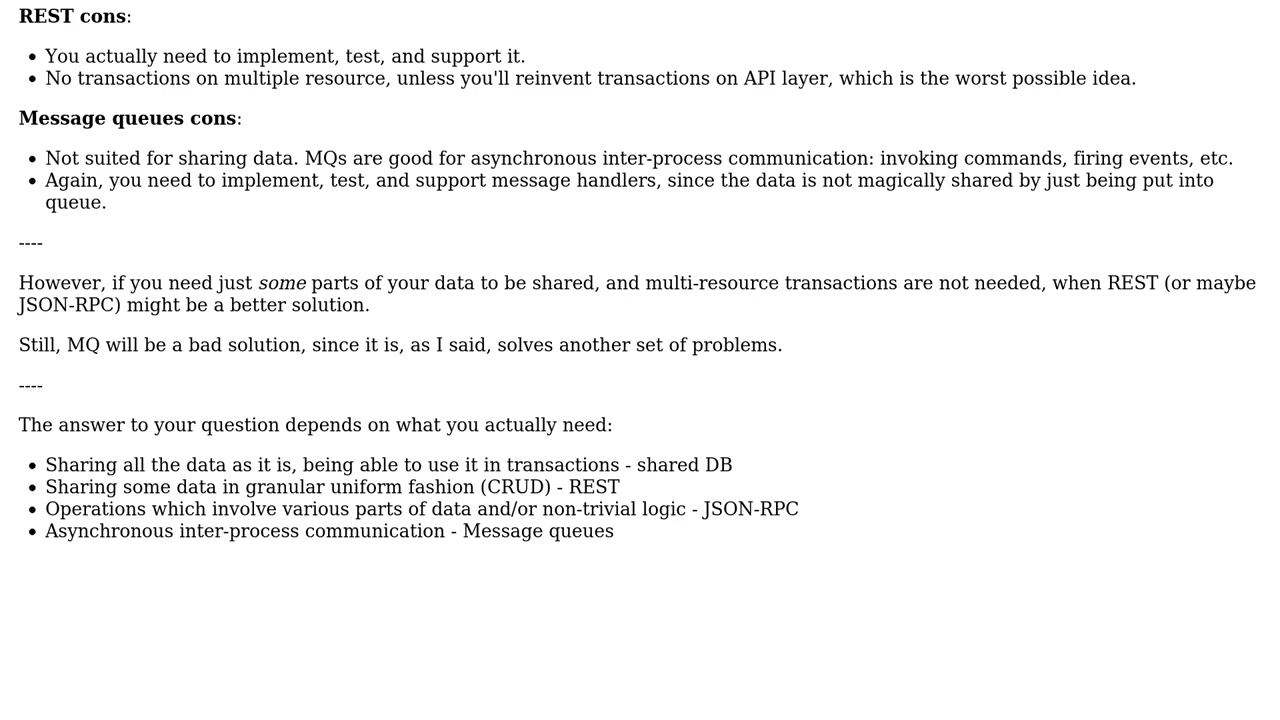 REST cons:
• You actually need to implement, test, and support it.
• No transactions on multiple resource, unless you'll reinvent transactions on API layer, which is the worst possible idea.
Message queues cons:
• Not suited for sharing data. MQs are good for asynchronous inter-process communication: invoking commands, firing events, etc.
• Again, you need to implement, test, and support message handlers, since the data is not magically shared by just being put into
queue.
----
However, if you need just some parts of your data to be shared, and multi-resource transactions are not needed, when REST (or maybe
JSON-RPC) might be a better solution.
Still, MQ will be a bad solution, since it is, as I said, solves another set of problems.
----
The answer to your question depends on what you actually need:
• Sharing all the data as it is, being able to use it in transactions - shared DB
• Sharing some data in granular uniform fashion (CRUD) - REST
• Operations which involve various parts of data and/or non-trivial logic - JSON-RPC
• Asynchronous inter-process communication - Message queues